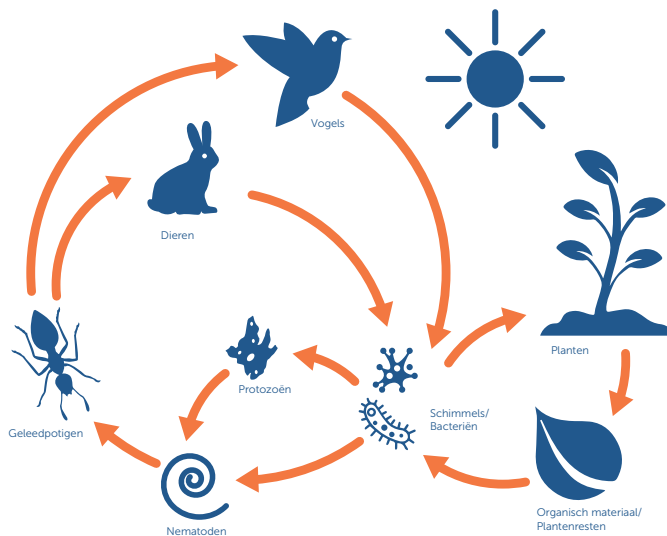 Vogels
Dieren
Planten
Protozoën
Schimmels/
Bacteriën
Geleedpotigen
Organisch materiaal/
Plantenresten
Nematoden